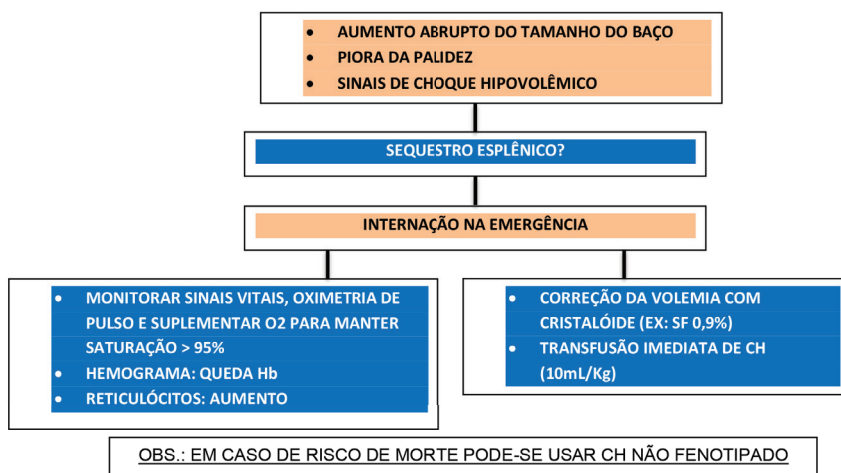 • AUMENTO ABRUPTO DO TAMANHO DO BAÇO
• PIORA DA PALIDEZ
• SINAIS DE CHOQUE HIPOVOLÊMICO
SEQUESTRO ESPLÊNICO?
INTERNAÇÃO NA EMERGÊNCIA
• MONITORAR SINAIS VITAIS, OXIMETRIA DE
PULSO E SUPLEMENTAR O2 PARA MANTER
SATURAÇÃO > 95%
• HEMOGRAMA: QUEDA Hb
• RETICULÓCITOS: AUMENTO
• CORREÇÃO DA VOLEMIA COM
CRISTALÓIDE (EX: SF 0,9%)
• TRANSFUSÃO IMEDIATA DE CH
(10mL/Kg)
OBS.: EM CASO DE RISCO DE MORTE PODE-SE USAR CH NÃO FENOTIPADO